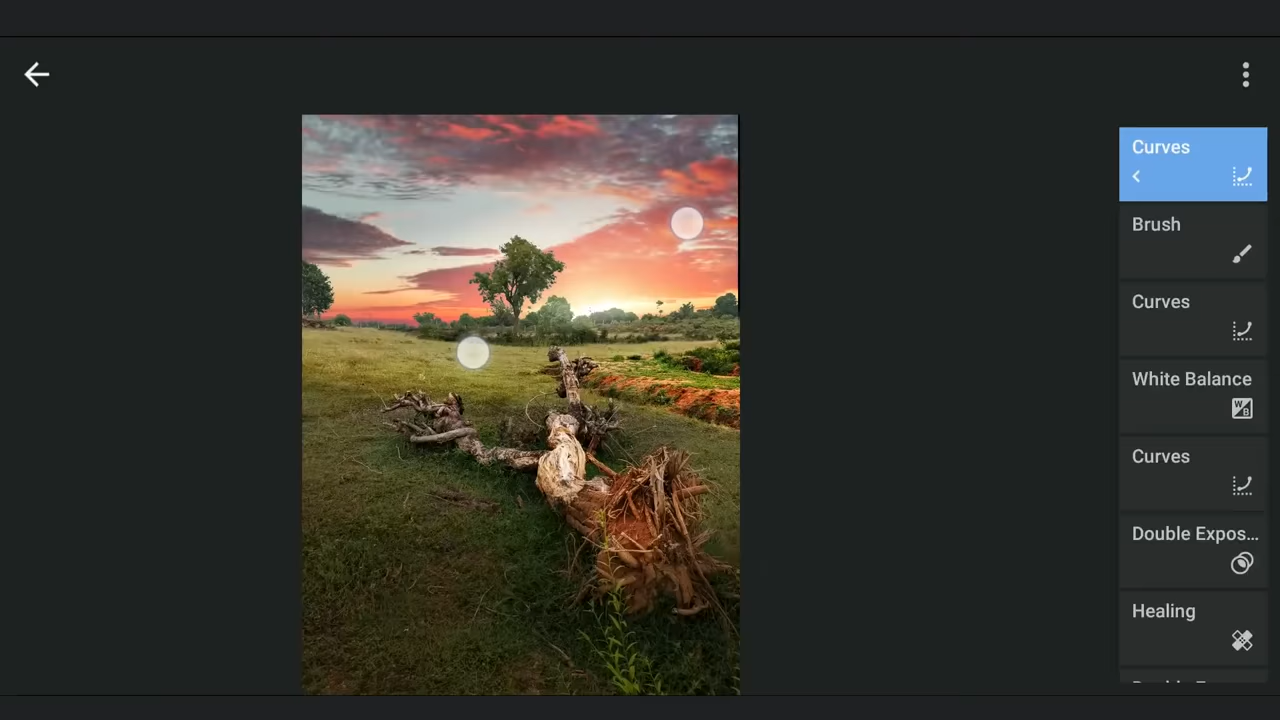 Curves
Brush
Curves
White Balance
Curves
Double Expos...
Healing